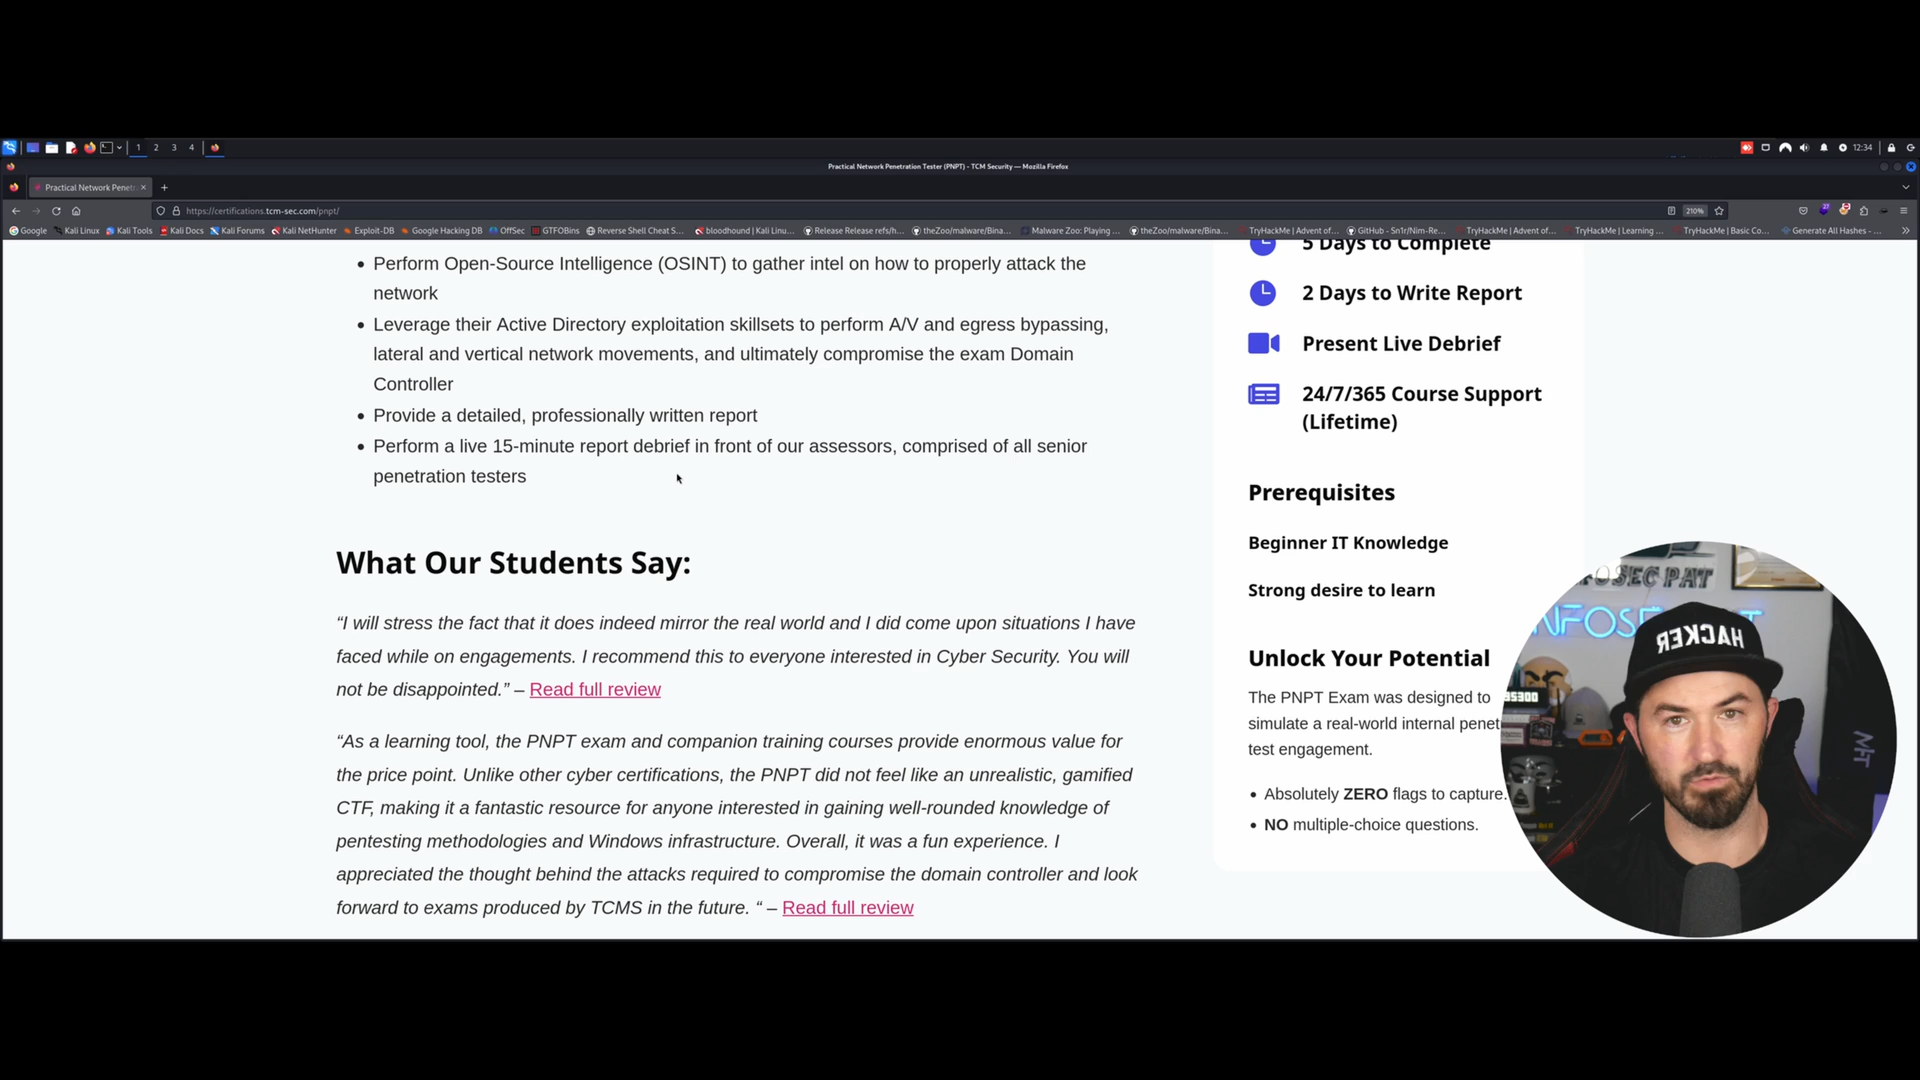 1 2 3 4
12:34
Practical Network Penetration Tester (PNPT) - TCM Security — Mozilla Firefox
Practical Network Penet
https://certifications.tcm-sec.com/pnpt/
210%
Google Kali Linux Kali Tools Kali Docs Kali Forums Kali NetHunter Exploit-DB Google Hacking DB OffSec GTFOBins Reverse Shell Cheat S... bloodhound | Kali Linu... Release Release refs/h... theZoo/malware/Bina... Malware Zoo: Playing ... theZoo/malware/Bina... TryHackMe | Advent of... GitHub - Sn1r/Nim-Re... TryHackMe | Advent of... TryHackMe | Learning ... TryHackMe | Basic Co... Generate All Hashes - ...
Perform Open-Source Intelligence (OSINT) to gather intel on how to properly attack the
network
Leverage their Active Directory exploitation skillsets to perform A/V and egress bypassing,
lateral and vertical network movements, and ultimately compromise the exam Domain
Controller
Provide a detailed, professionally written report
Perform a live 15-minute report debrief in front of our assessors, comprised of all senior
penetration testers
What Our Students Say:
“I will stress the fact that it does indeed mirror the real world and I did come upon situations I have
faced while on engagements. I recommend this to everyone interested in Cyber Security. You will
not be disappointed.” – Read full review
“As a learning tool, the PNPT exam and companion training courses provide enormous value for
the price point. Unlike other cyber certifications, the PNPT did not feel like an unrealistic, gamified
CTF, making it a fantastic resource for anyone interested in gaining well-rounded knowledge of
pentesting methodologies and Windows infrastructure. Overall, it was a fun experience. I
appreciated the thought behind the attacks required to compromise the domain controller and look
forward to exams produced by TCMS in the future. “ – Read full review
5 Days to Complete
2 Days to Write Report
Present Live Debrief
24/7/365 Course Support
(Lifetime)
Prerequisites
Beginner IT Knowledge
Strong desire to learn
Unlock Your Potential
The PNPT Exam was designed to
simulate a real-world internal penet
test engagement.
Absolutely ZERO flags to capture.
NO multiple-choice questions.
OSEC PAT
NFOSE T
HACKER